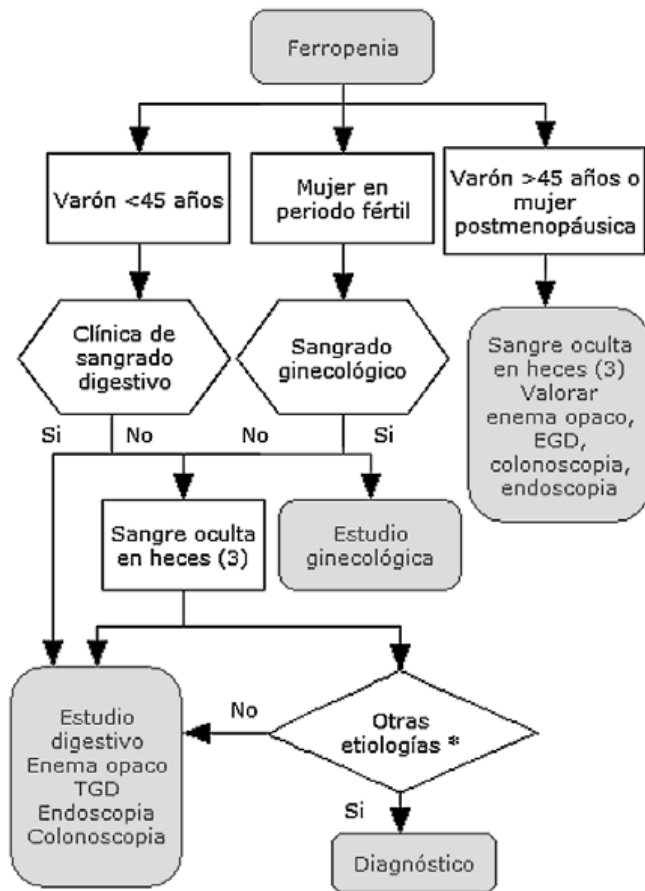 Ferropenia
Varón <45 años
Mujer en
periodo fértil
Varón >45 años o
mujer
postmenopáusica
Clínica de
sangrado
digestivo
Sangrado
ginecológico
Sangre oculta
en heces (3)
Valorar
enema opaco,
EGD,
colonoscopia,
endoscopia
Si
No
No
Si
Sangre oculta
en heces (3)
Estudio
ginecológica
Estudio
digestivo
Enema opaco
TGD
Endoscopia
Colonoscopia
No
Otras
etiologías *
Si
Diagnóstico